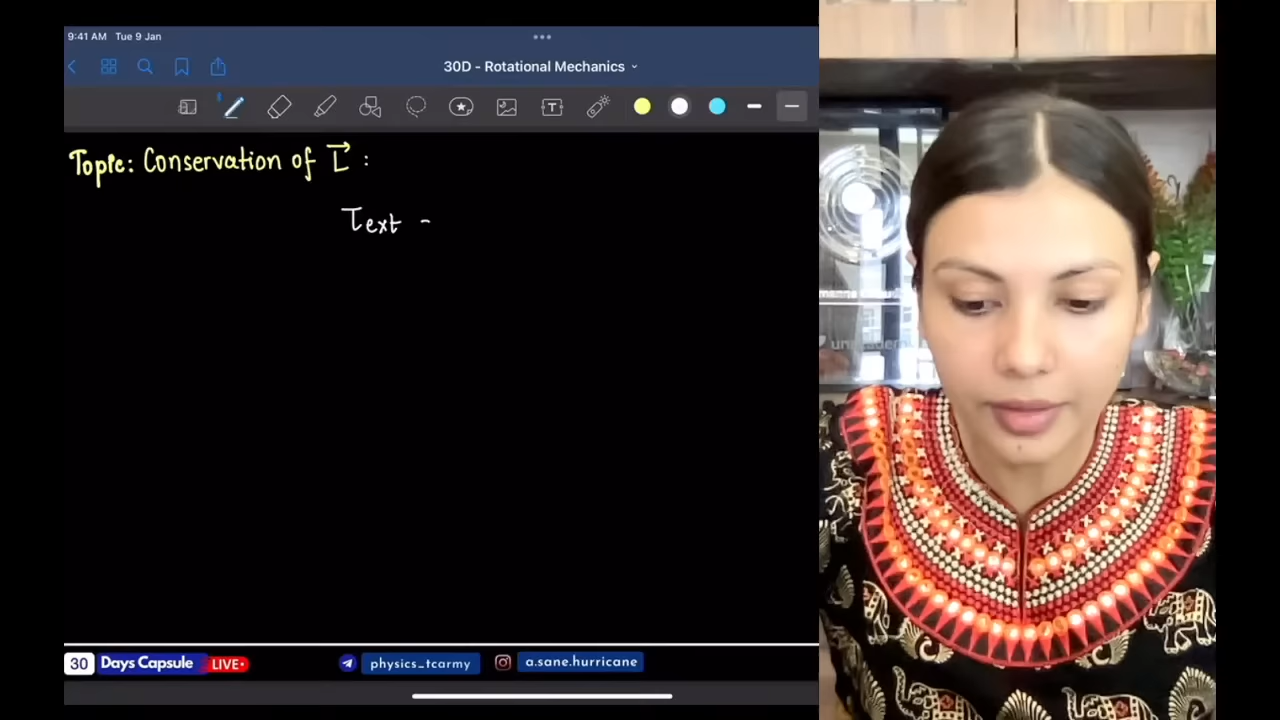 9:41 AM Tue 9 Jan
30D - Rotational Mechanics
T
Topic: Conservation of L⃗ :
τext -
30 Days Capsule LIVE
physics_tcarmy
a.sane.hurricane